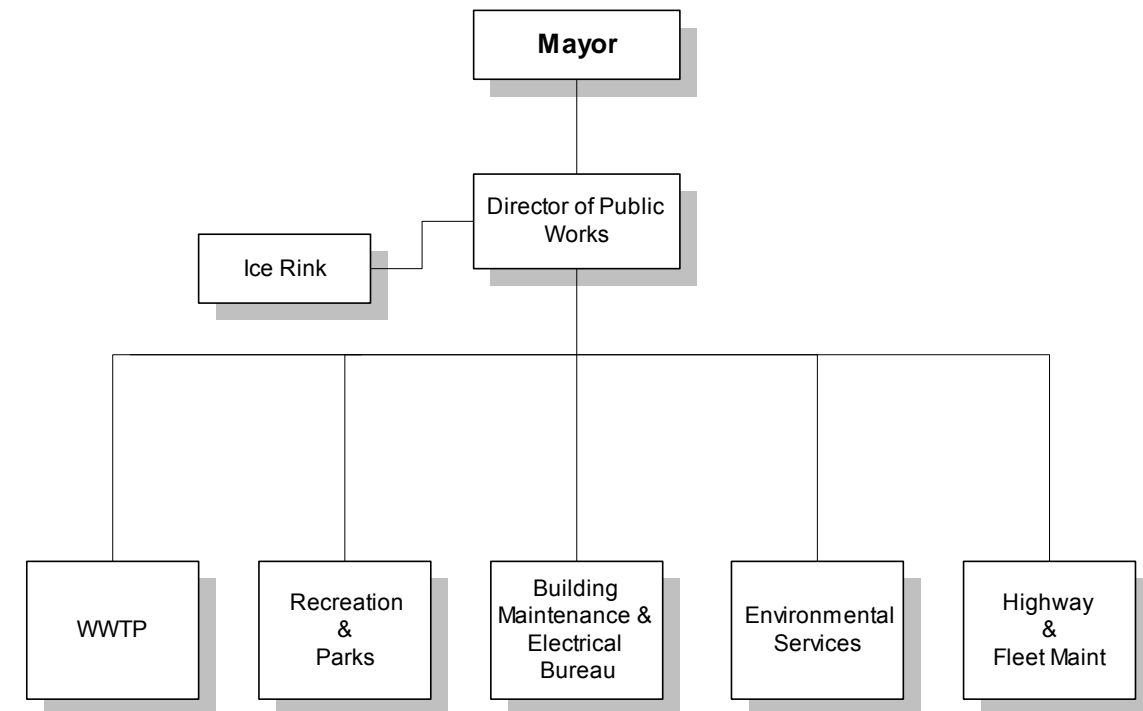 Mayor
Director of Public
Works
Ice Rink
WWTP
Recreation
&
Parks
Building
Maintenance &
Electrical
Bureau
Environmental
Services
Highway
&
Fleet Maint